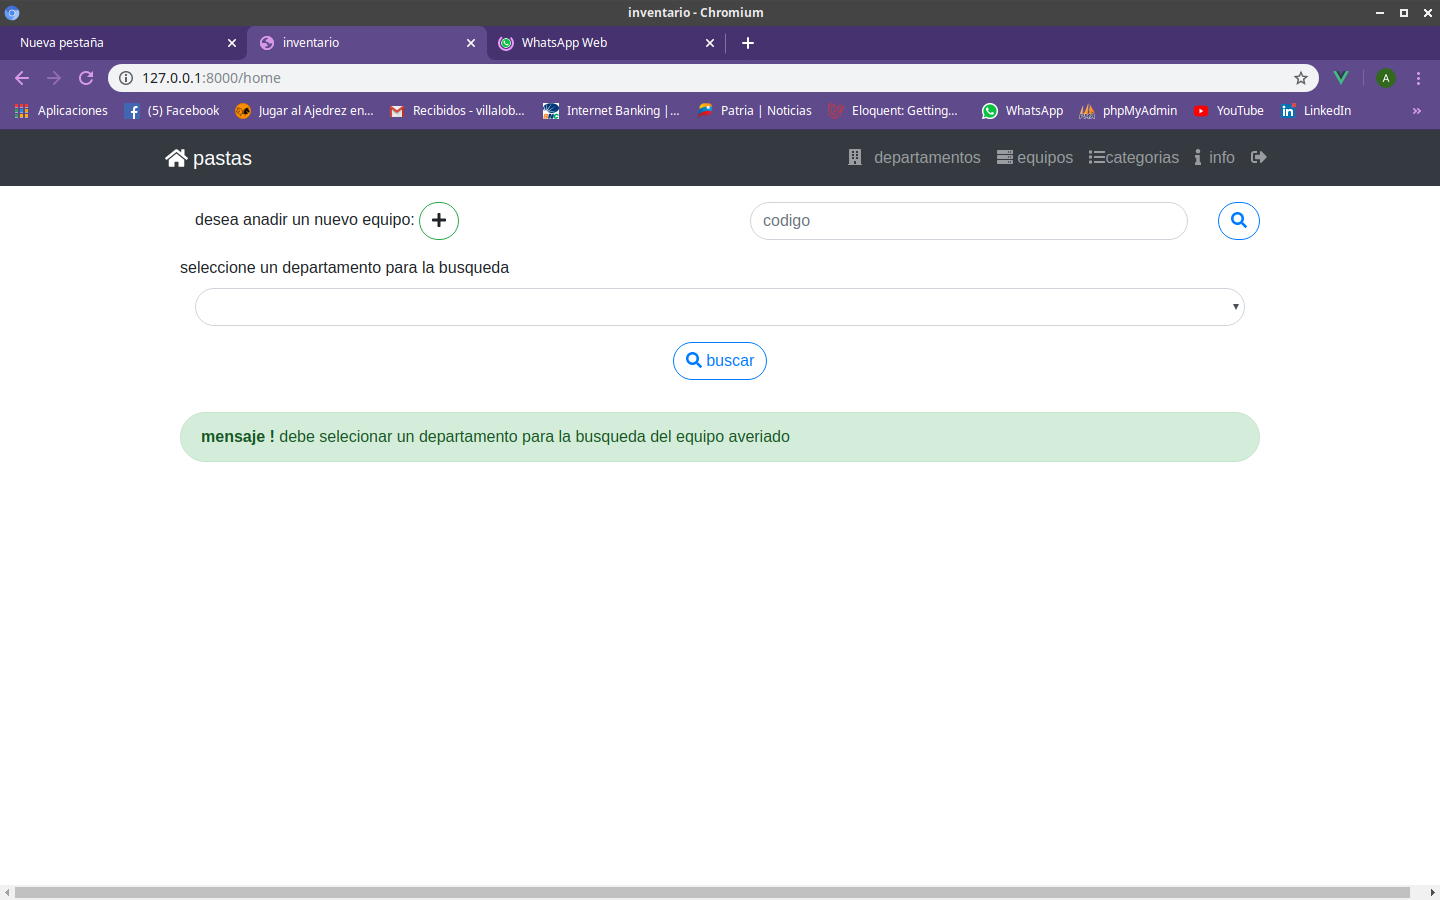 inventario - Chromium
Nueva pestaña
inventario
WhatsApp Web
127.0.0.1:8000/home
A
Aplicaciones
(5) Facebook
Jugar al Ajedrez en...
Recibidos - villalob...
Internet Banking |...
Patria | Noticias
Eloquent: Getting...
WhatsApp
phpMyAdmin
YouTube
LinkedIn
»
pastas
departamentos
equipos
categorias
info
desea anadir un nuevo equipo:
codigo
seleccione un departamento para la busqueda
buscar
mensaje ! debe selecionar un departamento para la busqueda del equipo averiado